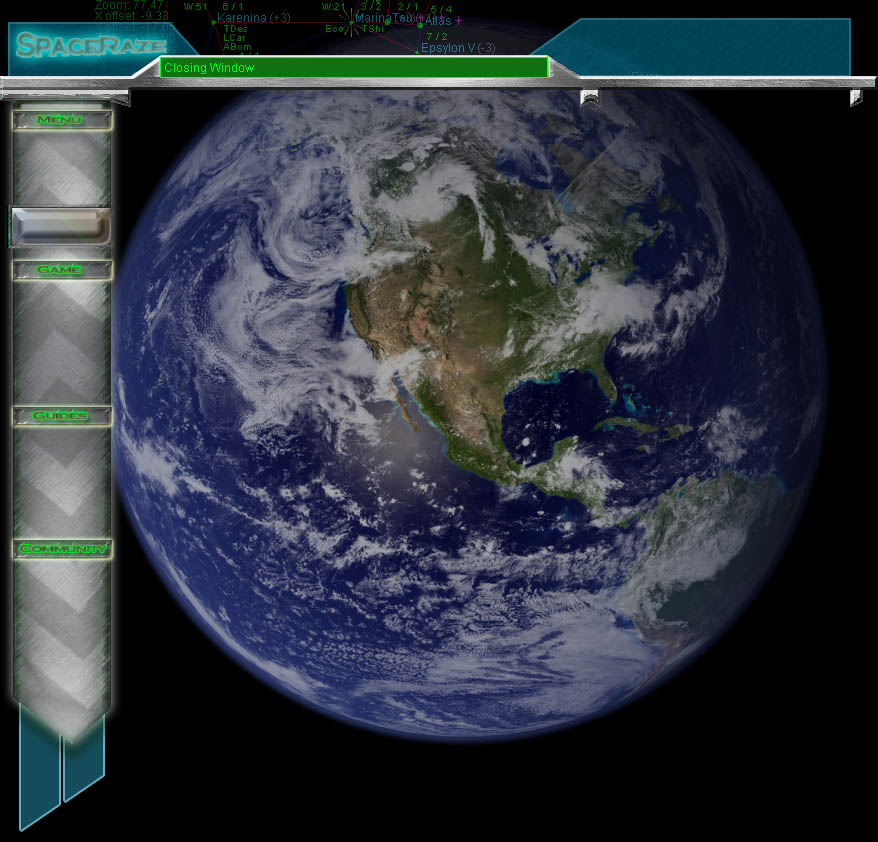 Zoom: 77.47
X offset: -9.33
W:51 6 / 1
Karenina (+3)
TDes
LCar
ABom
W:21 3 / 2 2 / 1 5 / 4
Marina
Eco
TShi
Atlas
7 / 2
Epsylon V (-3)
SpaceRaze
Closing Window
Menu
Game
Guides
Community